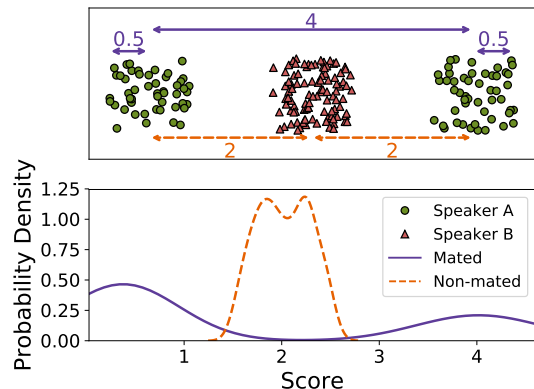 4
0.5
0.5
2
2
1.25
1.00
0.75
0.50
0.25
0.00
Probability Density
Speaker A
Speaker B
Mated
Non-mated
1
2
3
4
Score